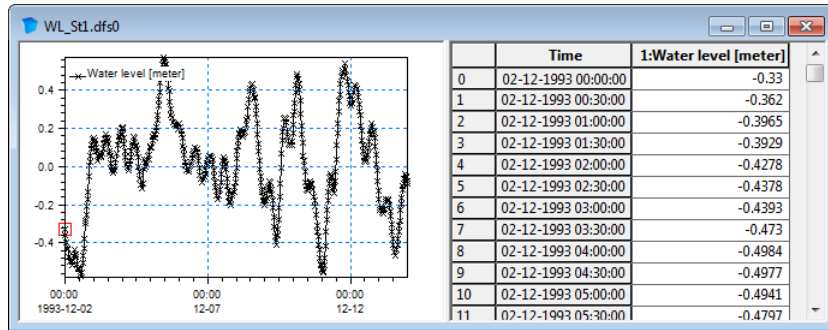 WL_St1.dfs0
Water level [meter]
0.4
0.2
0.0
-0.2
-0.4
00:00 00:00 00:00
1993-12-02 12-07 12-12
Time 1:Water level [meter]
0 02-12-1993 00:00:00 -0.33
1 02-12-1993 00:30:00 -0.362
2 02-12-1993 01:00:00 -0.3965
3 02-12-1993 01:30:00 -0.3929
4 02-12-1993 02:00:00 -0.4278
5 02-12-1993 02:30:00 -0.4378
6 02-12-1993 03:00:00 -0.4393
7 02-12-1993 03:30:00 -0.473
8 02-12-1993 04:00:00 -0.4984
9 02-12-1993 04:30:00 -0.4977
10 02-12-1993 05:00:00 -0.4941
11 02-12-1993 05:30:00 -0.4797